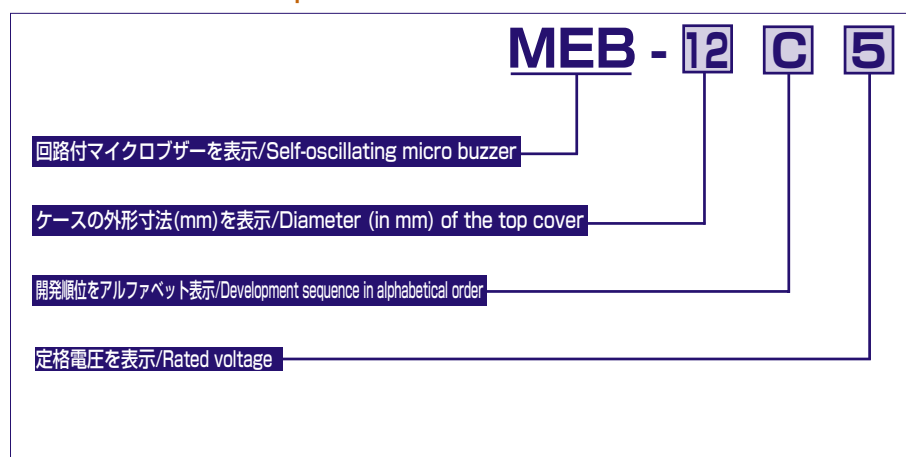 MEB - 12 C 5
回路付マイクロブザーを表示/Self-oscillating micro buzzer
ケースの外形寸法(mm)を表示/Diameter (in mm) of the top cover
開発順位をアルファベット表示/Development sequence in alphabetical order
定格電圧を表示/Rated voltage